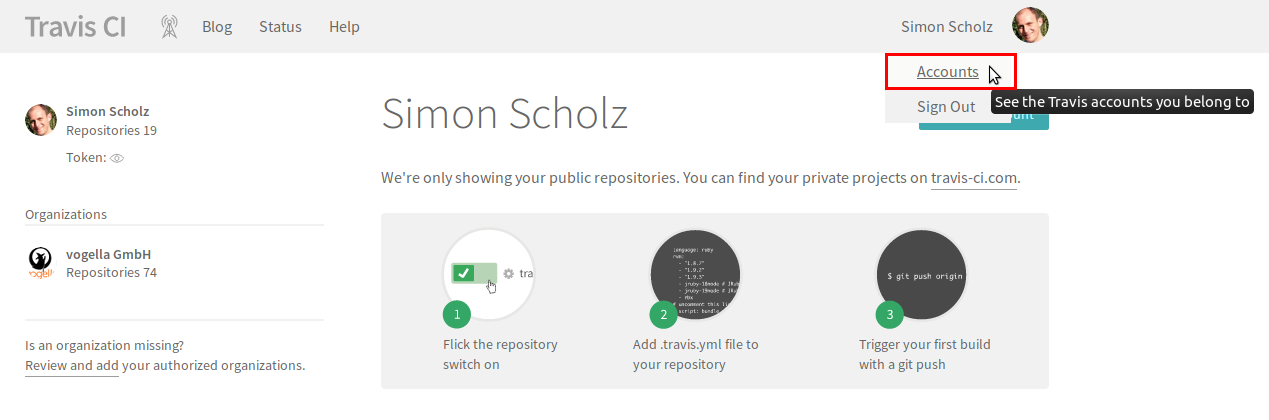 Travis CI
Blog
Status
Help
Simon Scholz
Accounts
See the Travis accounts you belong to
Sign Out
Simon Scholz
Repositories 19
Token:
Simon Scholz
We're only showing your public repositories. You can find your private projects on travis-ci.com.
Organizations
vogella GmbH
Repositories 74
Is an organization missing?
Review and add your authorized organizations.
tra
1
Flick the repository
switch on
language: ruby
rvm:
- "1.8.7"
- "1.9.2"
- "1.9.3"
- jruby-18mode # JRu
- jruby-19mode # JRu
- rbx
# uncomment this li
script: bundle
2
Add .travis.yml file to
your repository
$ git push origin
3
Trigger your first build
with a git push